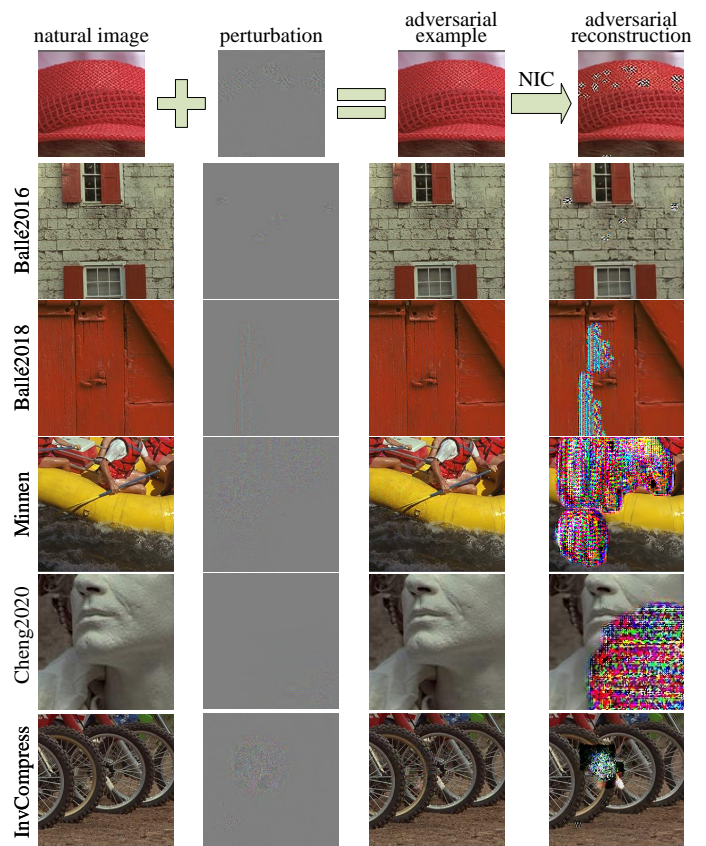 natural image
perturbation
adversarial
example
adversarial
reconstruction
NIC
Ballé2016
Ballé2018
Minnen
Cheng2020
InvCompress